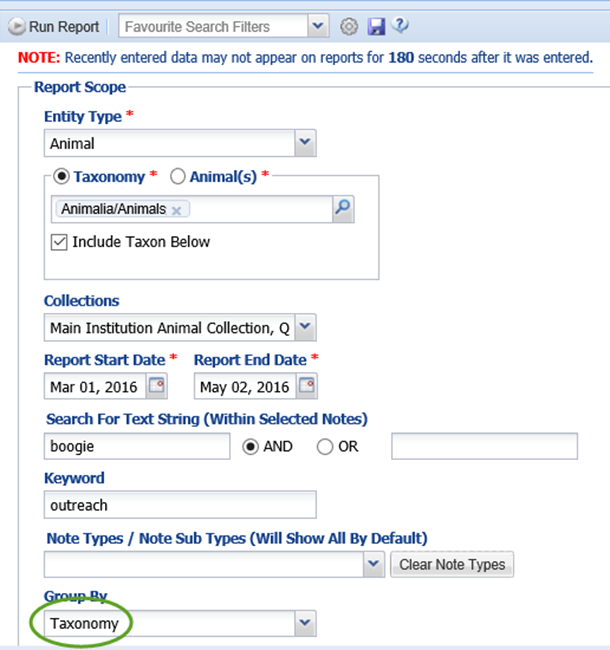 Run Report Favourite Search Filters
NOTE: Recently entered data may not appear on reports for 180 seconds after it was entered.
Report Scope
Entity Type *
Animal
Taxonomy * Animal(s) *
Animalia/Animals x
Include Taxon Below
Collections
Main Institution Animal Collection, Q
Report Start Date * Report End Date *
Mar 01, 2016 May 02, 2016
Search For Text String (Within Selected Notes)
boogie AND OR
Keyword
outreach
Note Types / Note Sub Types (Will Show All By Default)
Clear Note Types
Group By
Taxonomy